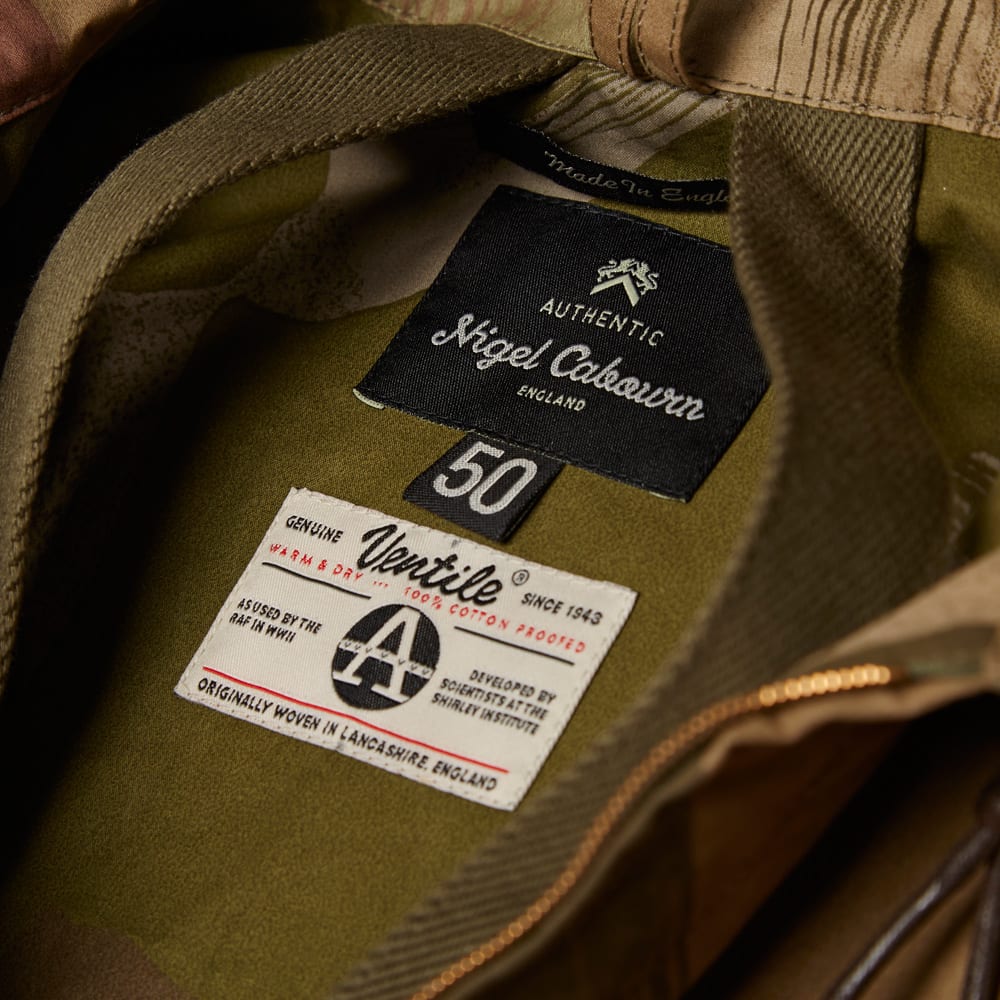 Made In
AUTHENTIC
Nigel Cabourn
ENGLAND
50
GENUINE Ventile® SINCE 1943
WARM & DRY ··· 100% COTTON PROOFED
AS USED BY THE
RAF IN WWII
A
DEVELOPED BY
SCIENTISTS AT THE
SHIRLEY INSTITUTE
ORIGINALLY WOVEN IN LANCASHIRE, ENGLAND